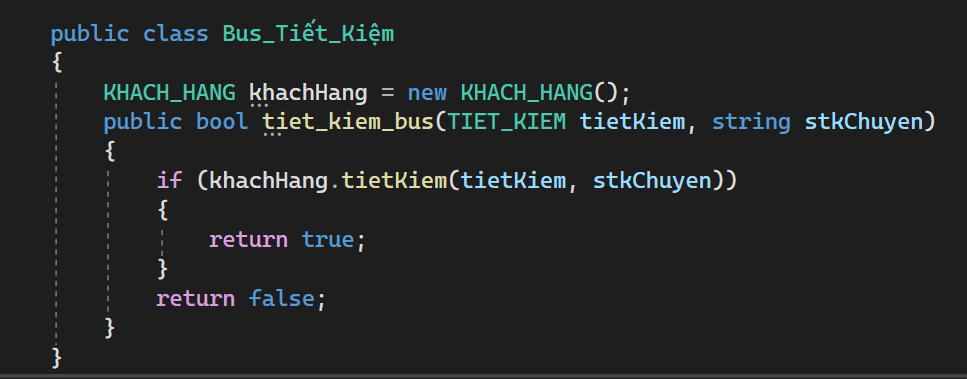 public class Bus_Tiết_Kiệm
{
KHACH_HANG khachHang = new KHACH_HANG();
public bool tiet_kiem_bus(TIET_KIEM tietKiem, string stkChuyen)
{
if (khachHang.tietKiem(tietKiem, stkChuyen))
{
return true;
}
return false;
}
}